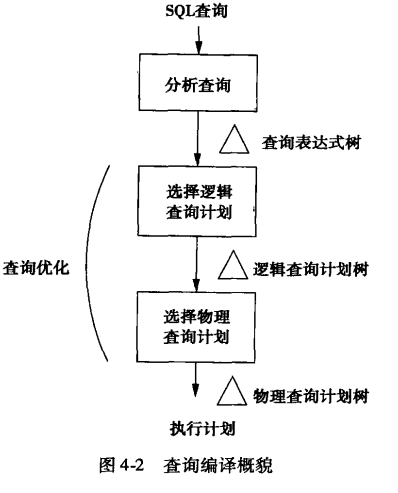 SQL查询
分析查询
查询表达式树
选择逻辑
查询计划
查询优化
逻辑查询计划树
选择物理
查询计划
物理查询计划树
执行计划
图 4-2 查询编译概貌